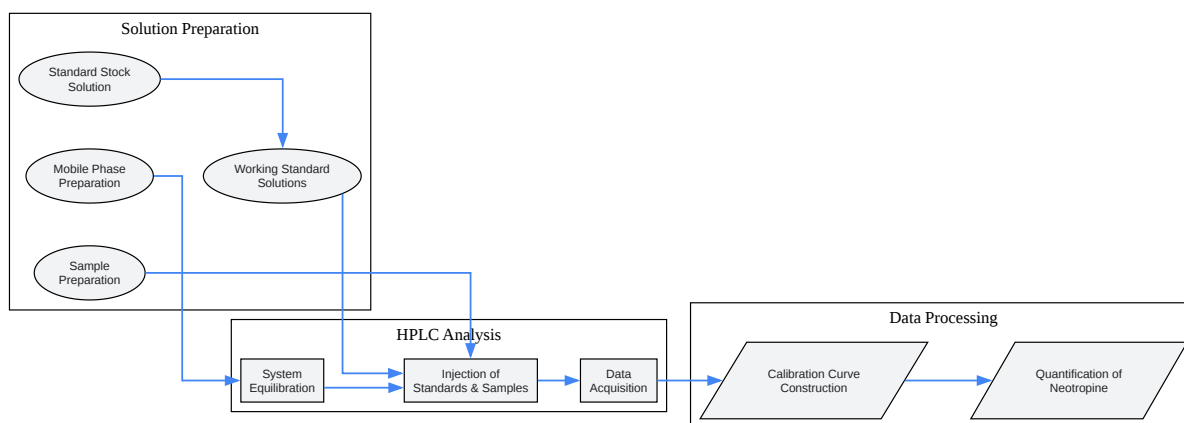 Solution Preparation
Standard Stock
Solution
Mobile Phase
Preparation
Working Standard
Solutions
Sample
Preparation
HPLC Analysis
System
Equilibration
Injection of
Standards & Samples
Data
Acquisition
Data Processing
Calibration Curve
Construction
Quantification of
Neotropine